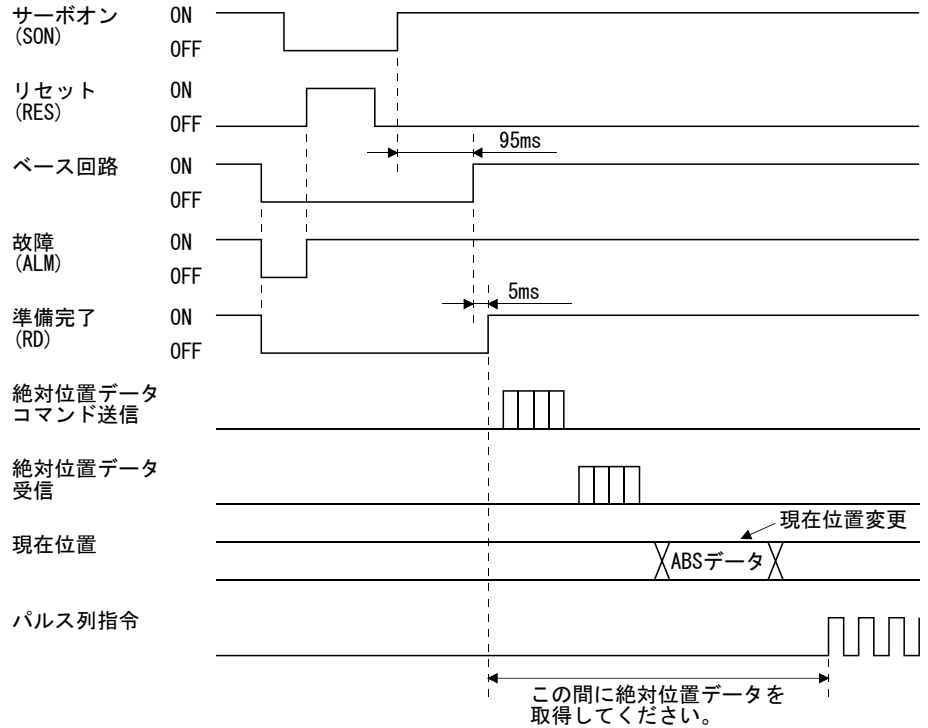 サーボオン ON
(SON) OFF
リセット ON
(RES) OFF
95ms
ベース回路 ON
OFF
故障 ON
(ALM) OFF
5ms
準備完了 ON
(RD) OFF
絶対位置データ
コマンド送信
絶対位置データ
受信
現在位置変更
現在位置
ABSデータ
パルス列指令
この間に絶対位置データを
取得してください。